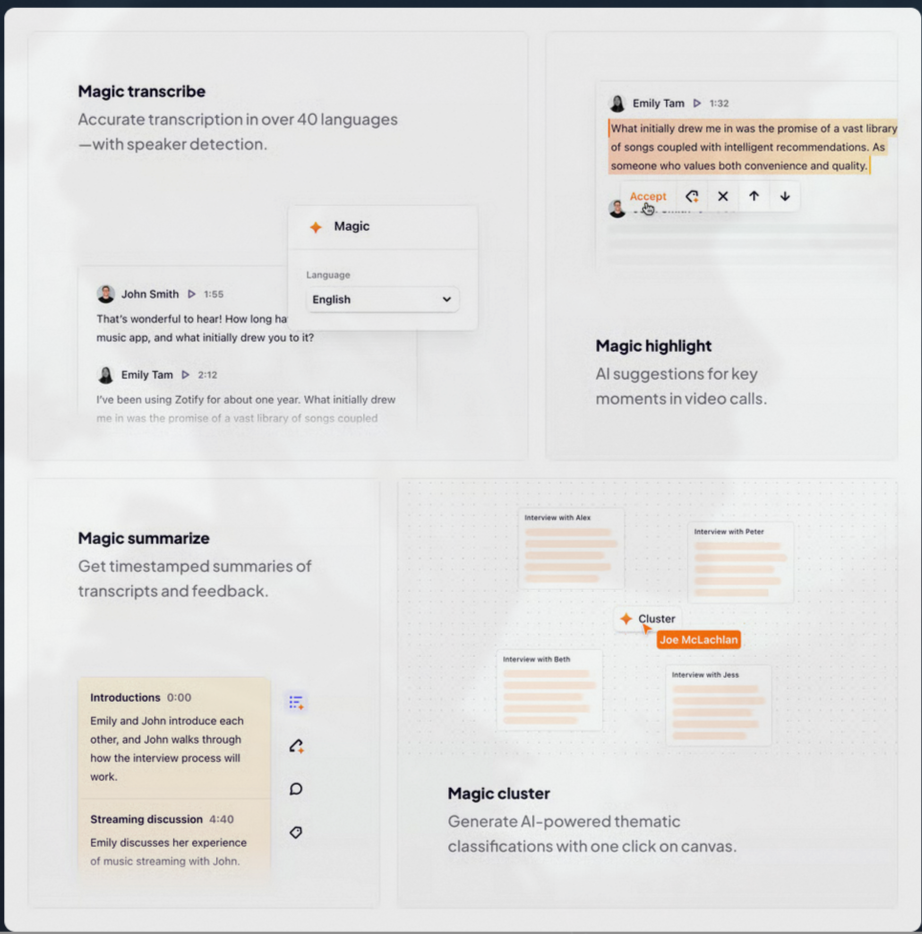 Magic transcribe
Accurate transcription in over 40 languages
—with speaker detection.
Magic
Language
English
John Smith 1:55
That's wonderful to hear! How long ha
music app, and what initially drew you to it?
Emily Tam 2:12
I've been using Zotify for about one year. What initially drew
me in was the promise of a vast library of songs coupled
Emily Tam 1:32
What initially drew me in was the promise of a vast library
of songs coupled with intelligent recommendations. As
someone who values both convenience and quality.
Accept
Magic highlight
AI suggestions for key
moments in video calls.
Magic summarize
Get timestamped summaries of
transcripts and feedback.
Introductions 0:00
Emily and John introduce each
other, and John walks through
how the interview process will
work.
Streaming discussion 4:40
Emily discusses her experience
of music streaming with John.
Interview with Alex
Interview with Peter
Cluster
Joe McLachlan
Interview with Beth
Interview with Jess
Magic cluster
Generate AI-powered thematic
classifications with one click on canvas.